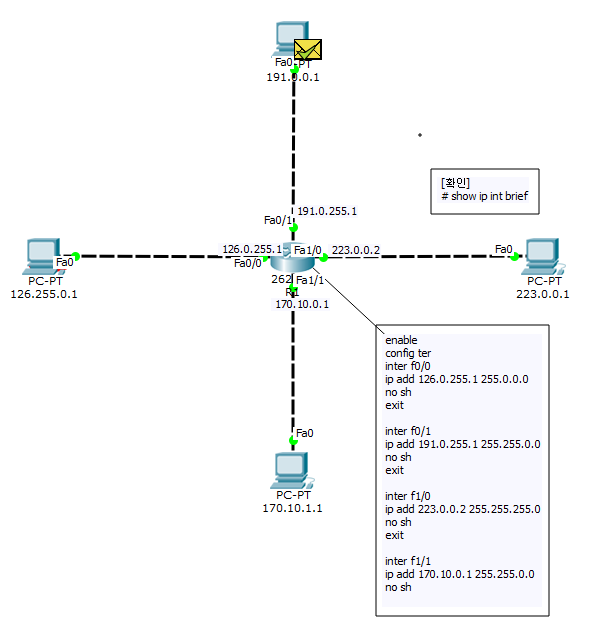 Fa0
PT
191.0.0.1
[확인]
# show ip int brief
191.0.255.1
Fa0/1
126.0.255.1
Fa1/0
223.0.0.2
Fa0
Fa0
Fa0/0
PC-PT
126.255.0.1
PC-PT
223.0.0.1
262
Fa1/1
R1
170.10.0.1
Fa0
PC-PT
170.10.1.1
enable
config ter
inter f0/0
ip add 126.0.255.1 255.0.0.0
no sh
exit
inter f0/1
ip add 191.0.255.1 255.255.0.0
no sh
exit
inter f1/0
ip add 223.0.0.2 255.255.255.0
no sh
exit
inter f1/1
ip add 170.10.0.1 255.255.0.0
no sh